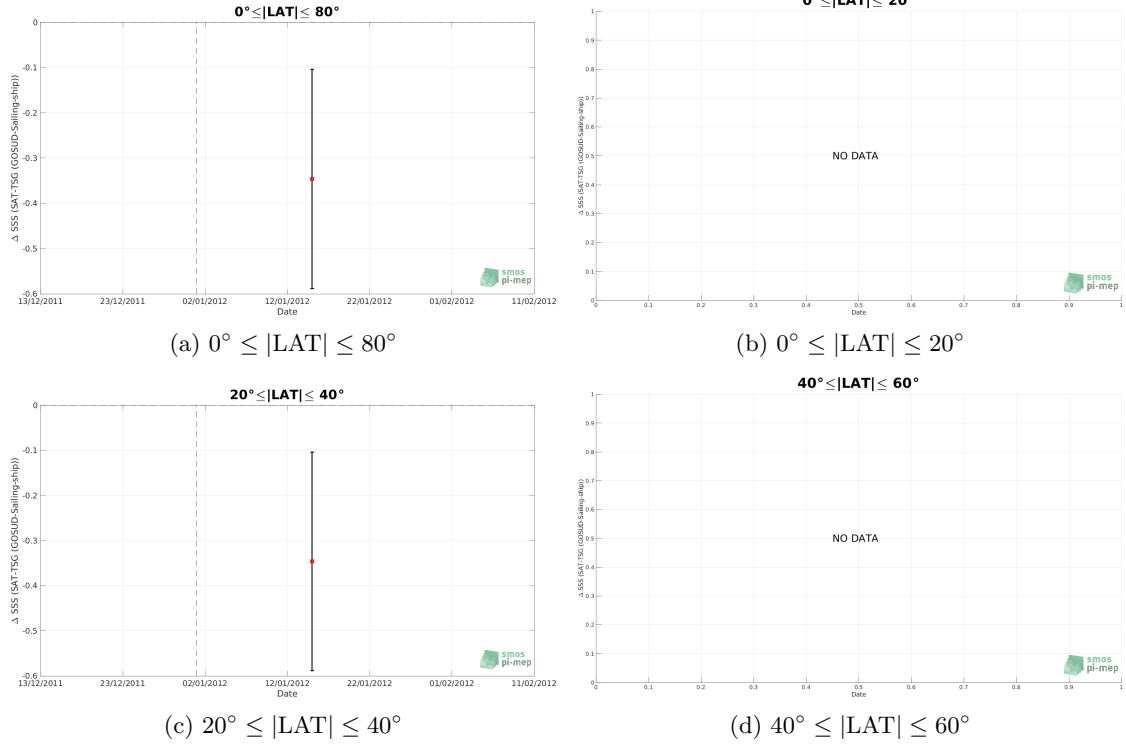 0°≤|LAT|≤ 80°
0
-0.1
-0.2
-0.3
-0.4
-0.5
-0.6
Δ SSS (SAT-TSG (GOSUD-Sailing-ship))
13/12/2011 23/12/2011 02/01/2012 12/01/2012 22/01/2012 01/02/2012 11/02/2012
Date
smos
pi-mep
(a) 0° ≤ |LAT| ≤ 80°
0°≤|LAT|≤ 20°
1
0.9
0.8
0.7
0.6
0.5
0.4
0.3
0.2
0.1
0
Δ SSS (SAT-TSG (GOSUD-Sailing-ship))
NO DATA
0 0.1 0.2 0.3 0.4 0.5 0.6 0.7 0.8 0.9 1
Date
smos
pi-mep
(b) 0° ≤ |LAT| ≤ 20°
20°≤|LAT|≤ 40°
0
-0.1
-0.2
-0.3
-0.4
-0.5
-0.6
Δ SSS (SAT-TSG (GOSUD-Sailing-ship))
13/12/2011 23/12/2011 02/01/2012 12/01/2012 22/01/2012 01/02/2012 11/02/2012
Date
smos
pi-mep
(c) 20° ≤ |LAT| ≤ 40°
40°≤|LAT|≤ 60°
1
0.9
0.8
0.7
0.6
0.5
0.4
0.3
0.2
0.1
0
Δ SSS (SAT-TSG (GOSUD-Sailing-ship))
NO DATA
0 0.1 0.2 0.3 0.4 0.5 0.6 0.7 0.8 0.9 1
Date
smos
pi-mep
(d) 40° ≤ |LAT| ≤ 60°